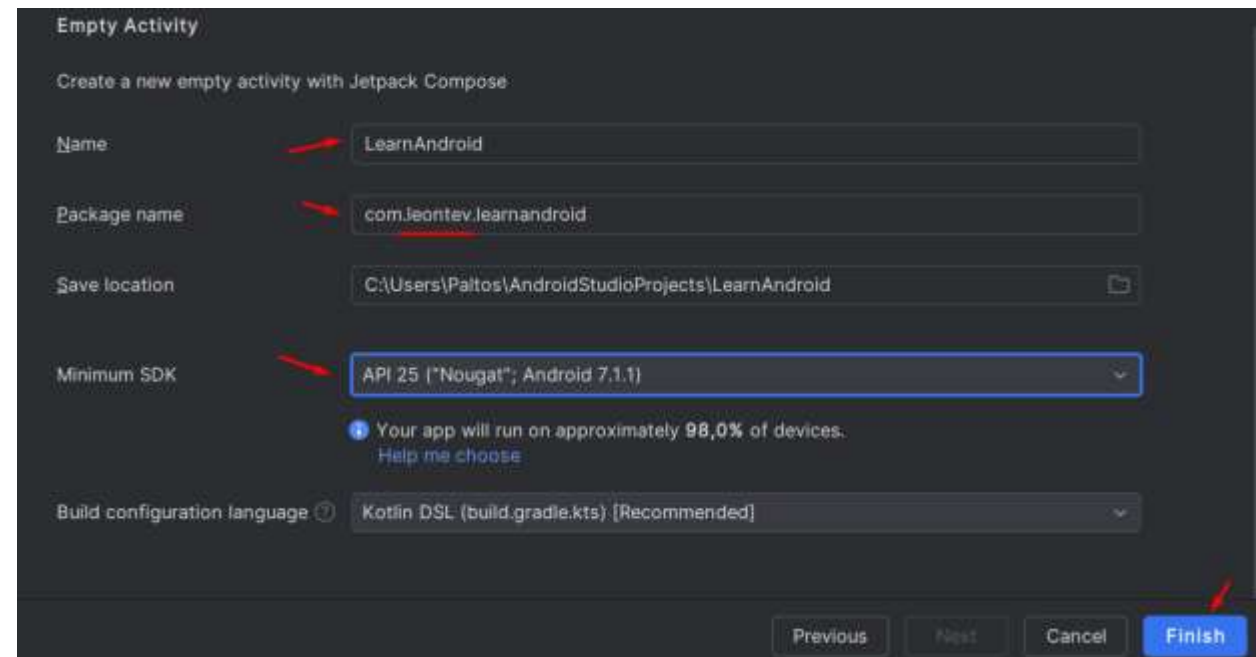 Empty Activity
Create a new empty activity with Jetpack Compose
Name LearnAndroid
Package name com.leontev.learnandroid
Save location C:\Users\Paltos\AndroidStudioProjects\LearnAndroid
Minimum SDK API 25 ("Nougat"; Android 7.1.1)
Your app will run on approximately 98,0% of devices.
Help me choose
Build configuration language Kotlin DSL (build.gradle.kts) [Recommended]
Previous Next Cancel Finish